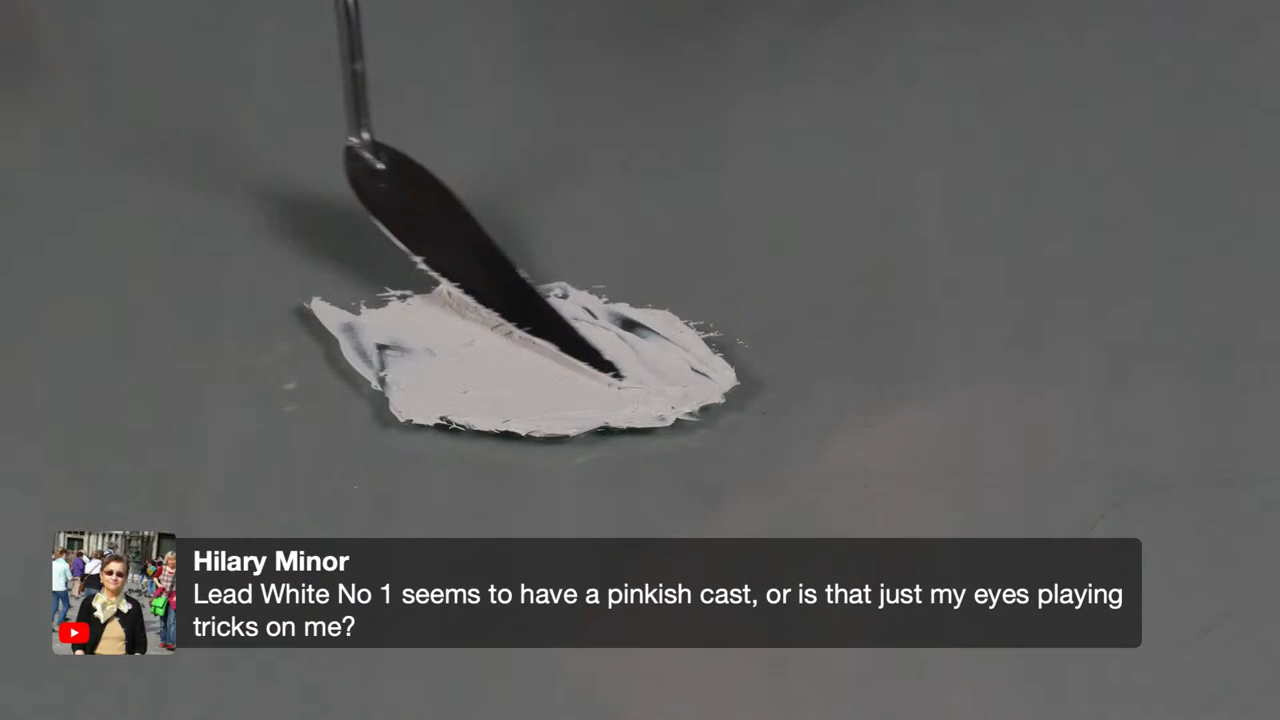 Hilary Minor
Lead White No 1 seems to have a pinkish cast, or is that just my eyes playing
tricks on me?